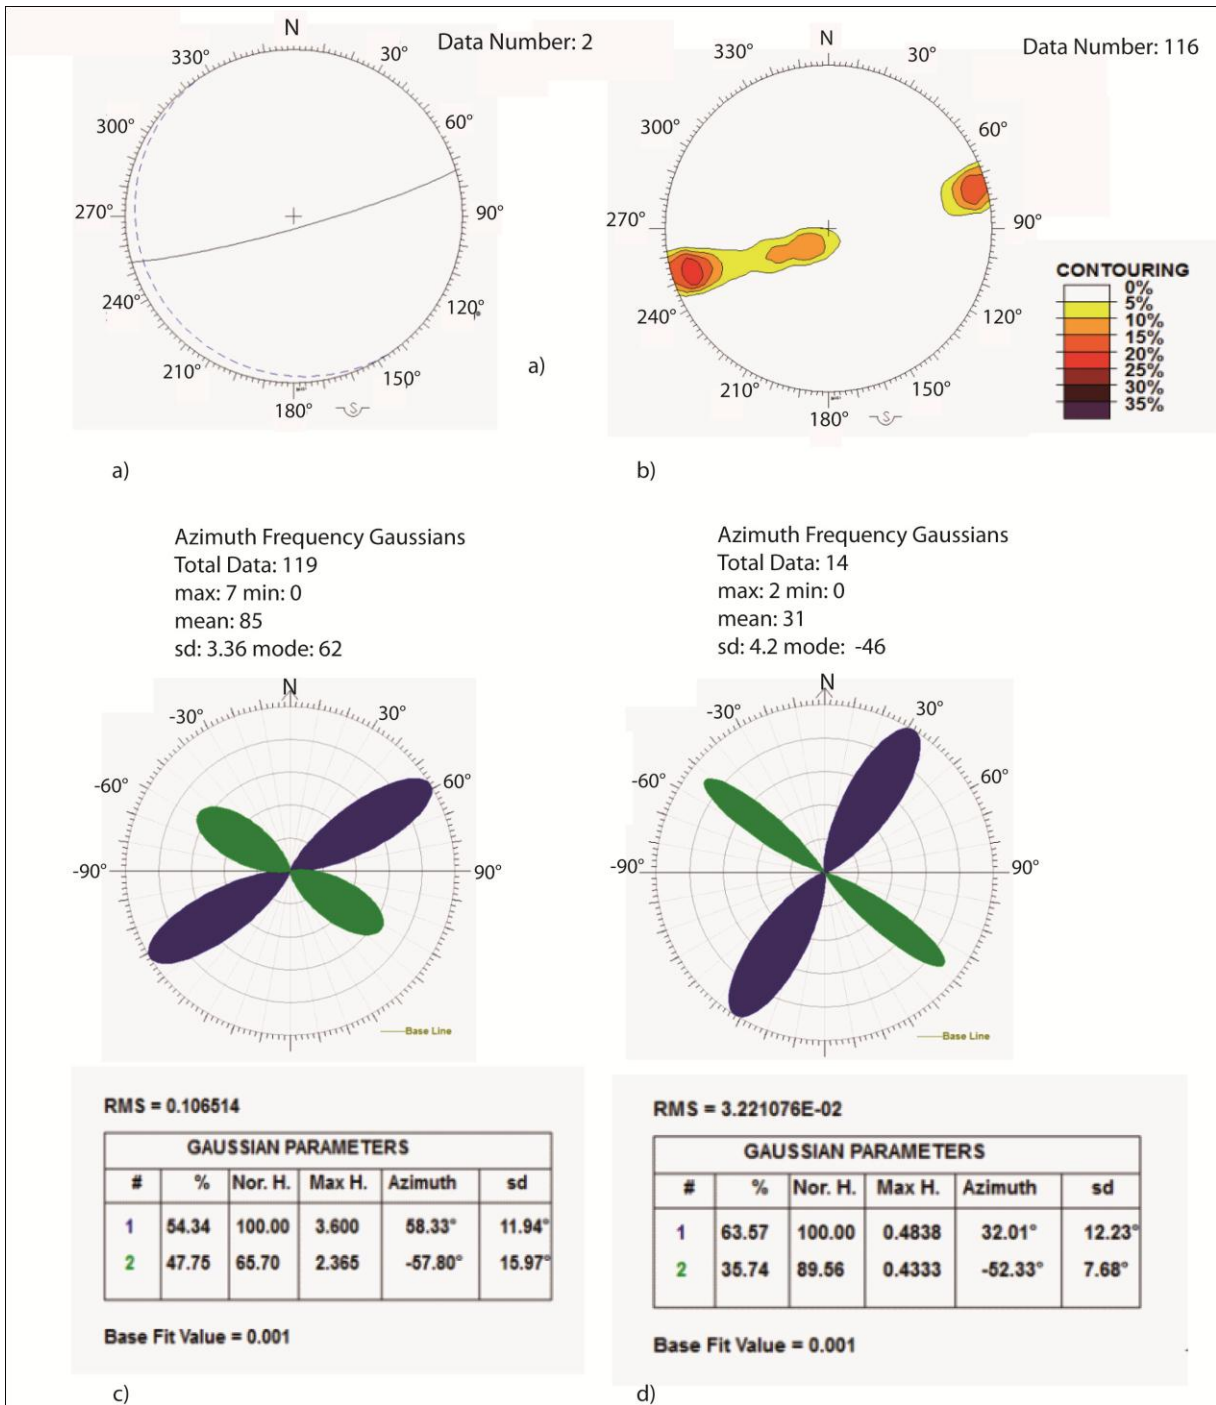 N
Data Number: 2
330°
30°
300°
60°
270°
90°
240°
120°
210°
150°
180°
S
a)
N
Data Number: 116
30°
300°
60°
270°
90°
240°
120°
210°
150°
180°
S
CONTOURING
0%
5%
10%
15%
20%
25%
30%
35%
a)
b)
Azimuth Frequency Gaussians
Total Data: 119
max: 7 min: 0
mean: 85
sd: 3.36 mode: 62
N
-30°
30°
-60°
60°
-90°
90°
Base Line
RMS = 0.106514
GAUSSIAN PARAMETERS
# % Nor. H. Max H. Azimuth sd
1 54.34 100.00 3.600 58.33° 11.94°
2 47.75 65.70 2.365 -57.80° 15.97°
Base Fit Value = 0.001
c)
Azimuth Frequency Gaussians
Total Data: 14
max: 2 min: 0
mean: 31
sd: 4.2 mode: -46
N
-30°
30°
-60°
60°
-90°
90°
Base Line
RMS = 3.221076E-02
GAUSSIAN PARAMETERS
# % Nor. H. Max H. Azimuth sd
1 63.57 100.00 0.4838 32.01° 12.23°
2 35.74 89.56 0.4333 -52.33° 7.68°
Base Fit Value = 0.001
d)